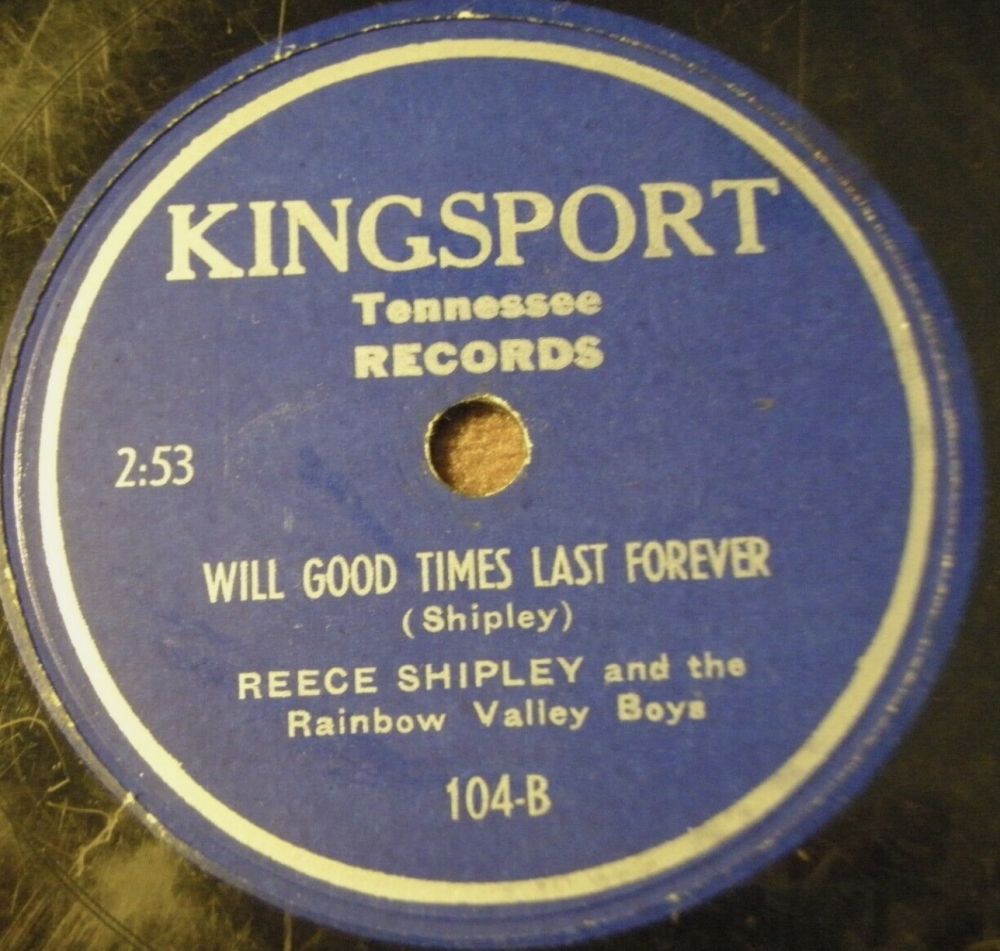 KINGSPORT
Tennessee
RECORDS
2:53
WILL GOOD TIMES LAST FOREVER
(Shipley)
REECE SHIPLEY and the
Rainbow Valley Boys
104-B